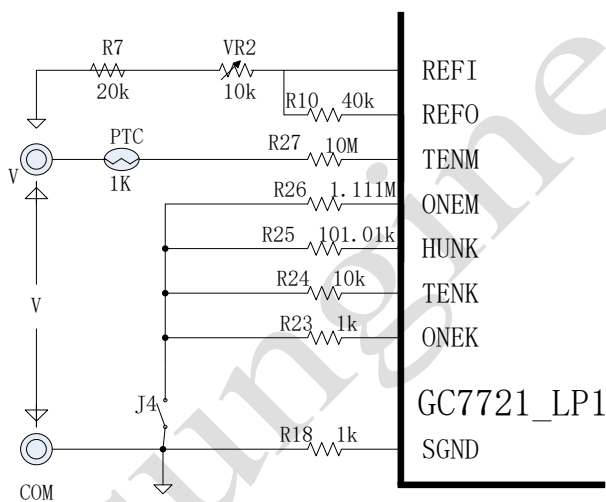 R7
VR2
REFI
20k
10k
R10 40k
REFO
PTC
R27
10M
TENM
V
1K
R26
1.111M
ONEM
R25
101.01k
HUNK
R24 10k
TENK
V
R23 1k
ONEK
J4
GC7721_LP1
R18 1k
SGND
COM